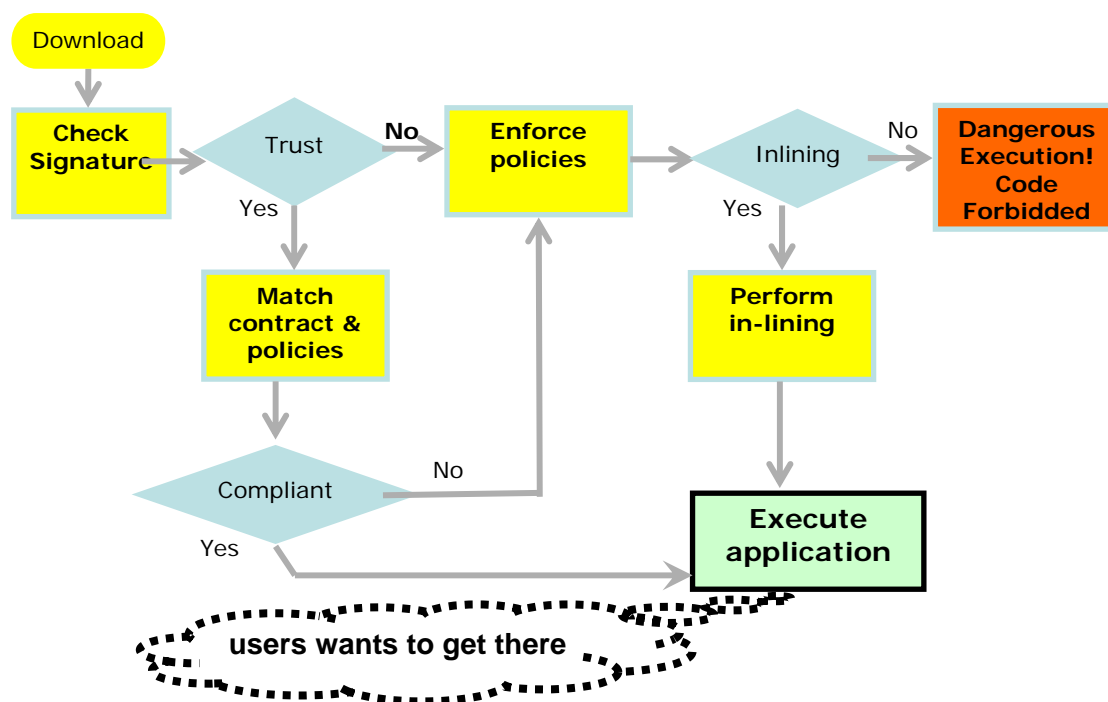 Download
Check
Signature
Trust
No
Enforce
policies
Inlining
No
Dangerous
Execution!
Code
Forbidded
Yes
Yes
Match
contract &
policies
Perform
in-lining
Compliant
No
Yes
Execute
application
users wants to get there